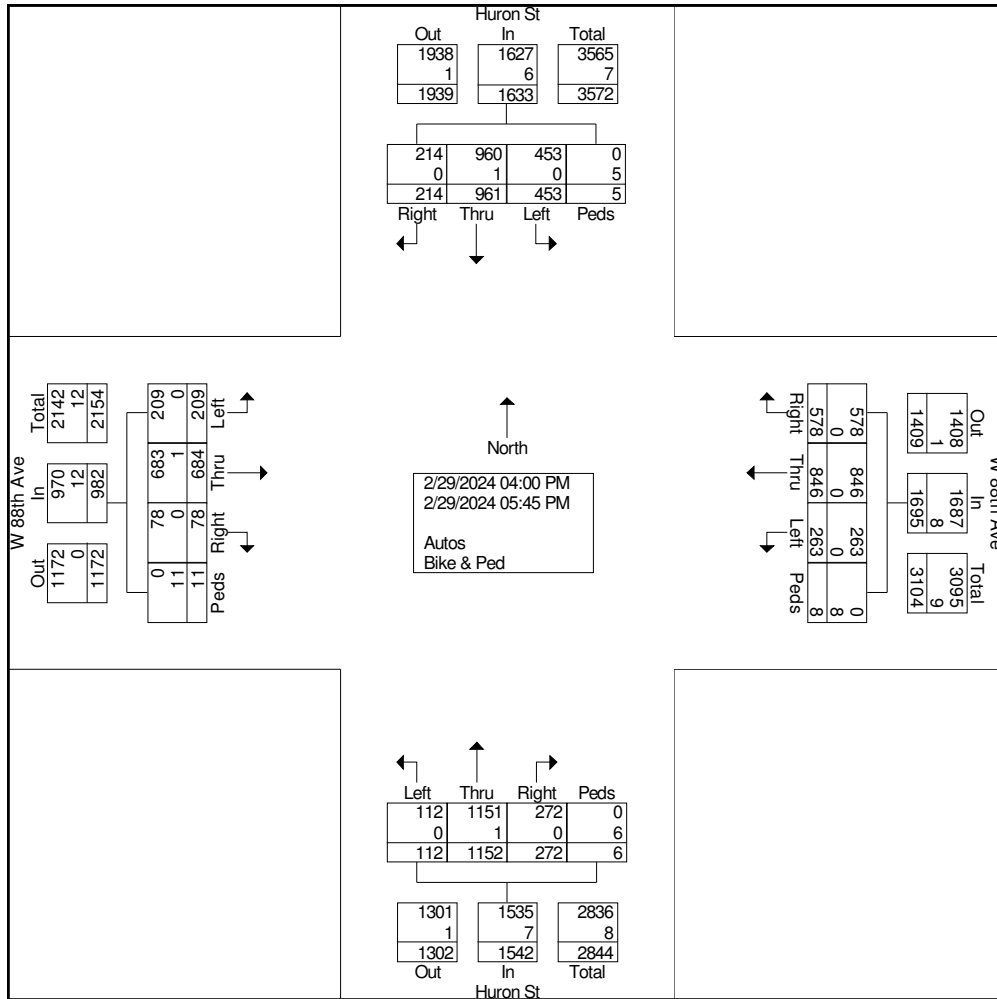 Huron St
Out In Total
1938 1627 3565
1 6 7
1939 1633 3572
214 960 453 0
0 1 0 5
214 961 453 5
Right Thru Left Peds
W 88th Ave
Total In Out
2142 970 1172
12 12 0
2154 982 1172
209 683 78 0
0 1 0 11
209 684 78 11
Left Thru Right Peds
North
2/29/2024 04:00 PM
2/29/2024 05:45 PM
Autos
Bike & Ped
Right Thru Left Peds
578 846 263 0
0 0 0 8
578 846 263 8
Out In Total
1408 1687 3095
1 8 9
1409 1695 3104
W 88th Ave
Left Thru Right Peds
112 1151 272 0
0 1 0 6
112 1152 272 6
1301 1535 2836
1 7 8
1302 1542 2844
Out In Total
Huron St